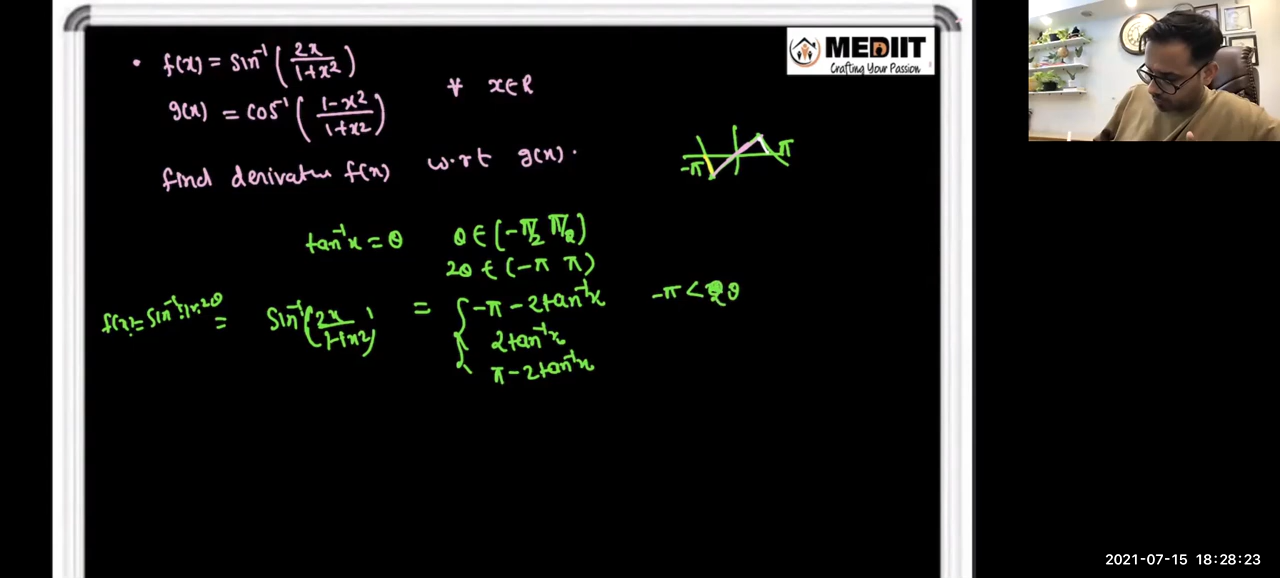 • f(x) = sin⁻¹(2x/(1+x2)
g(x) = cos⁻¹(1-x2/1+x2) ∀ x∈R
find derivative f(x) w.r.t g(x).
MEDIIT
Crafting Your Passion
-π π
tan⁻¹x = θ θ ∈ (-π/2 π/2)
2θ ∈ (-π π)
f(x) = sin⁻¹ sin 2θ = sin⁻¹(2x/1+x2) = { -π - 2tan⁻¹x -π < 2θ
2tan⁻¹x
π - 2tan⁻¹x
2021-07-15 18:28:23